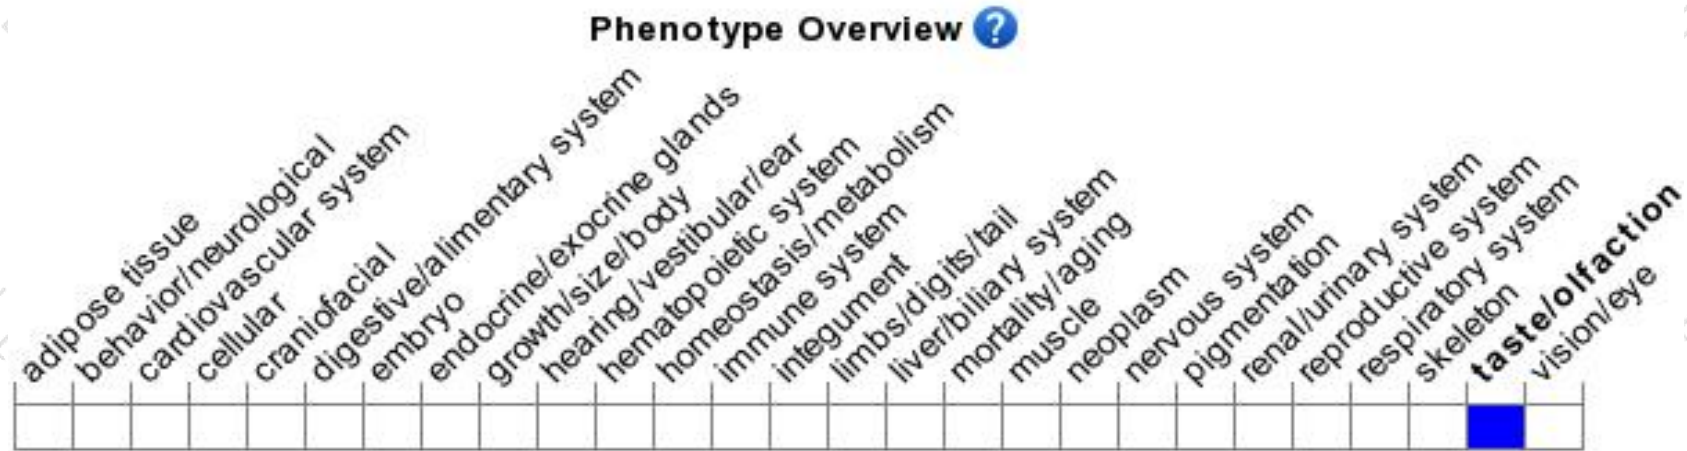 Phenotype Overview ?
adipose tissue
behavior/neurological
cardiovascular system
cellular
craniofacial
digestive/alimentary system
embryo
endocrine/exocrine glands
growth/size/body
hearing/vestibular/ear
hematopoietic system
homeostasis/metabolism
immune system
integument
limbs/digits/tail
liver/biliary system
mortality/aging
muscle
neoplasm
nervous system
pigmentation
renal/urinary system
reproductive system
respiratory system
skeleton
taste/olfaction
vision/eye